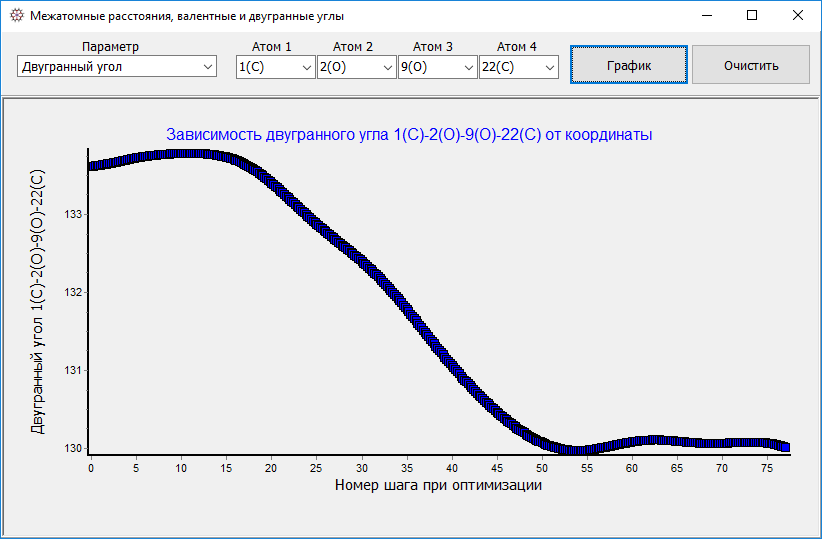 Межатомные расстояния, валентные и двугранные углы
Параметр Атом 1 Атом 2 Атом 3 Атом 4
Двугранный угол 1(C) 2(O) 9(O) 22(C) График Очистить
Зависимость двугранного угла 1(C)-2(O)-9(O)-22(C) от координаты
Двугранный угол 1(C)-2(O)-9(O)-22(C)
133
132
131
130
0 5 10 15 20 25 30 35 40 45 50 55 60 65 70 75
Номер шага при оптимизации